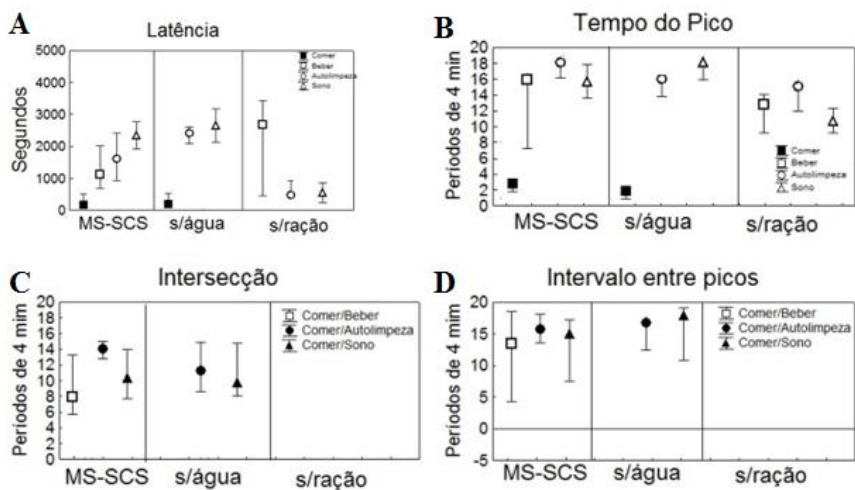 A
Latência
Segundos
5000
4000
3000
2000
1000
0
Comer
Beber
Autolimpeza
Sono
MS-SCS
s/água
s/ração
B
Tempo do Pico
Períodos de 4 min
20
18
16
14
12
10
8
6
4
2
0
Comer
Beber
Autolimpeza
Sono
MS-SCS
s/água
s/ração
C
Intersecção
Períodos de 4 mim
20
18
16
14
12
10
8
6
4
2
0
Comer/Beber
Comer/Autolimpeza
Comer/Sono
MS-SCS
s/água
s/ração
D
Intervalo entre picos
Períodos de 4 mim
20
15
10
5
0
-5
Comer/Beber
Comer/Autolimpeza
Comer/Sono
MS-SCS
s/água
s/ração